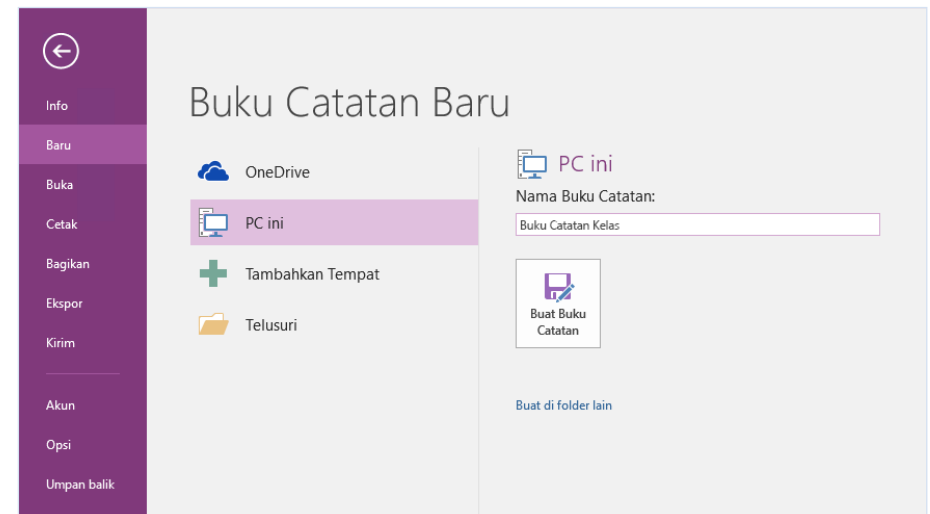 Info
Baru
Buka
Cetak
Bagikan
Ekspor
Kirim
Akun
Opsi
Umpan balik
Buku Catatan Baru
OneDrive
PC ini
Tambahkan Tempat
Telusuri
PC ini
Nama Buku Catatan:
Buku Catatan Kelas
Buat Buku
Catatan
Buat di folder lain